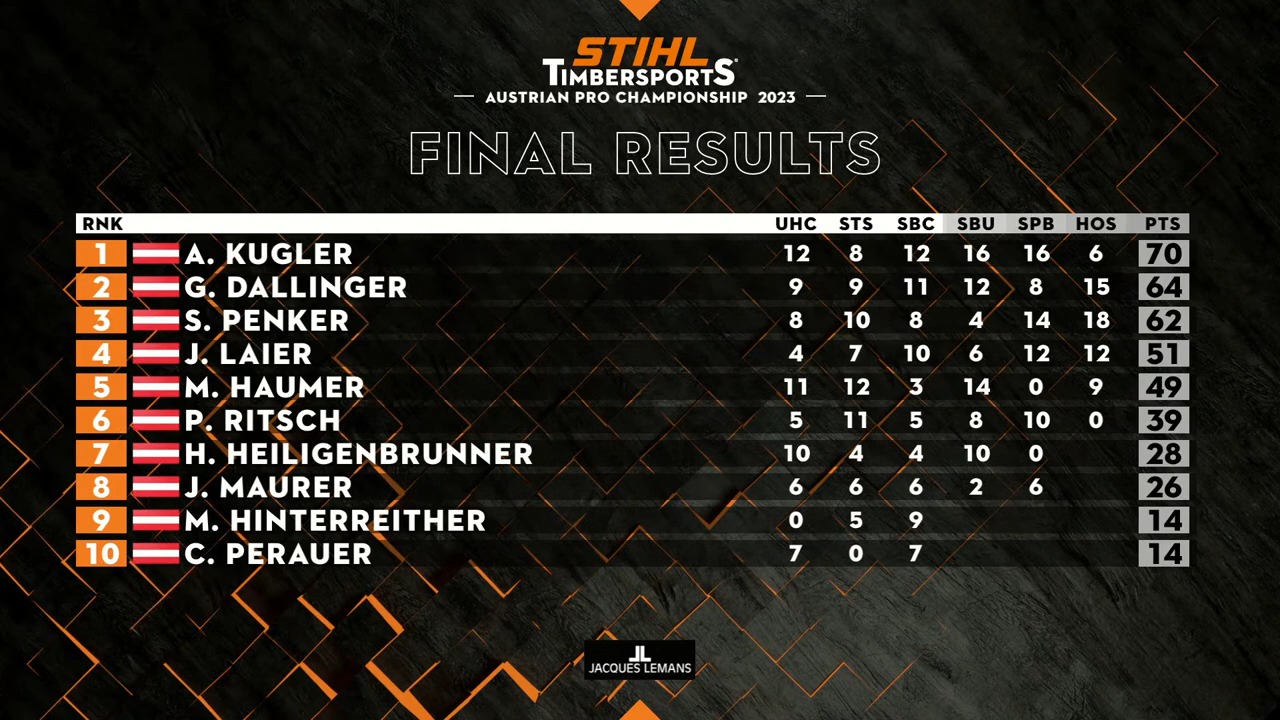 STIHL
TIMBERSPORTS®
AUSTRIAN PRO CHAMPIONSHIP 2023
FINAL RESULTS
RNK UHC STS SBC SBU SPB HOS PTS
1 A. KUGLER 12 8 12 16 16 6 70
2 G. DALLINGER 9 9 11 12 8 15 64
3 S. PENKER 8 10 8 4 14 18 62
4 J. LAIER 4 7 10 6 12 12 51
5 M. HAUMER 11 12 3 14 0 9 49
6 P. RITSCH 5 11 5 8 10 0 39
7 H. HEILIGENBRUNNER 10 4 4 10 0 28
8 J. MAURER 6 6 6 2 6 26
9 M. HINTERREITHER 0 5 9 14
10 C. PERAUER 7 0 7 14
JL
JACQUES LEMANS